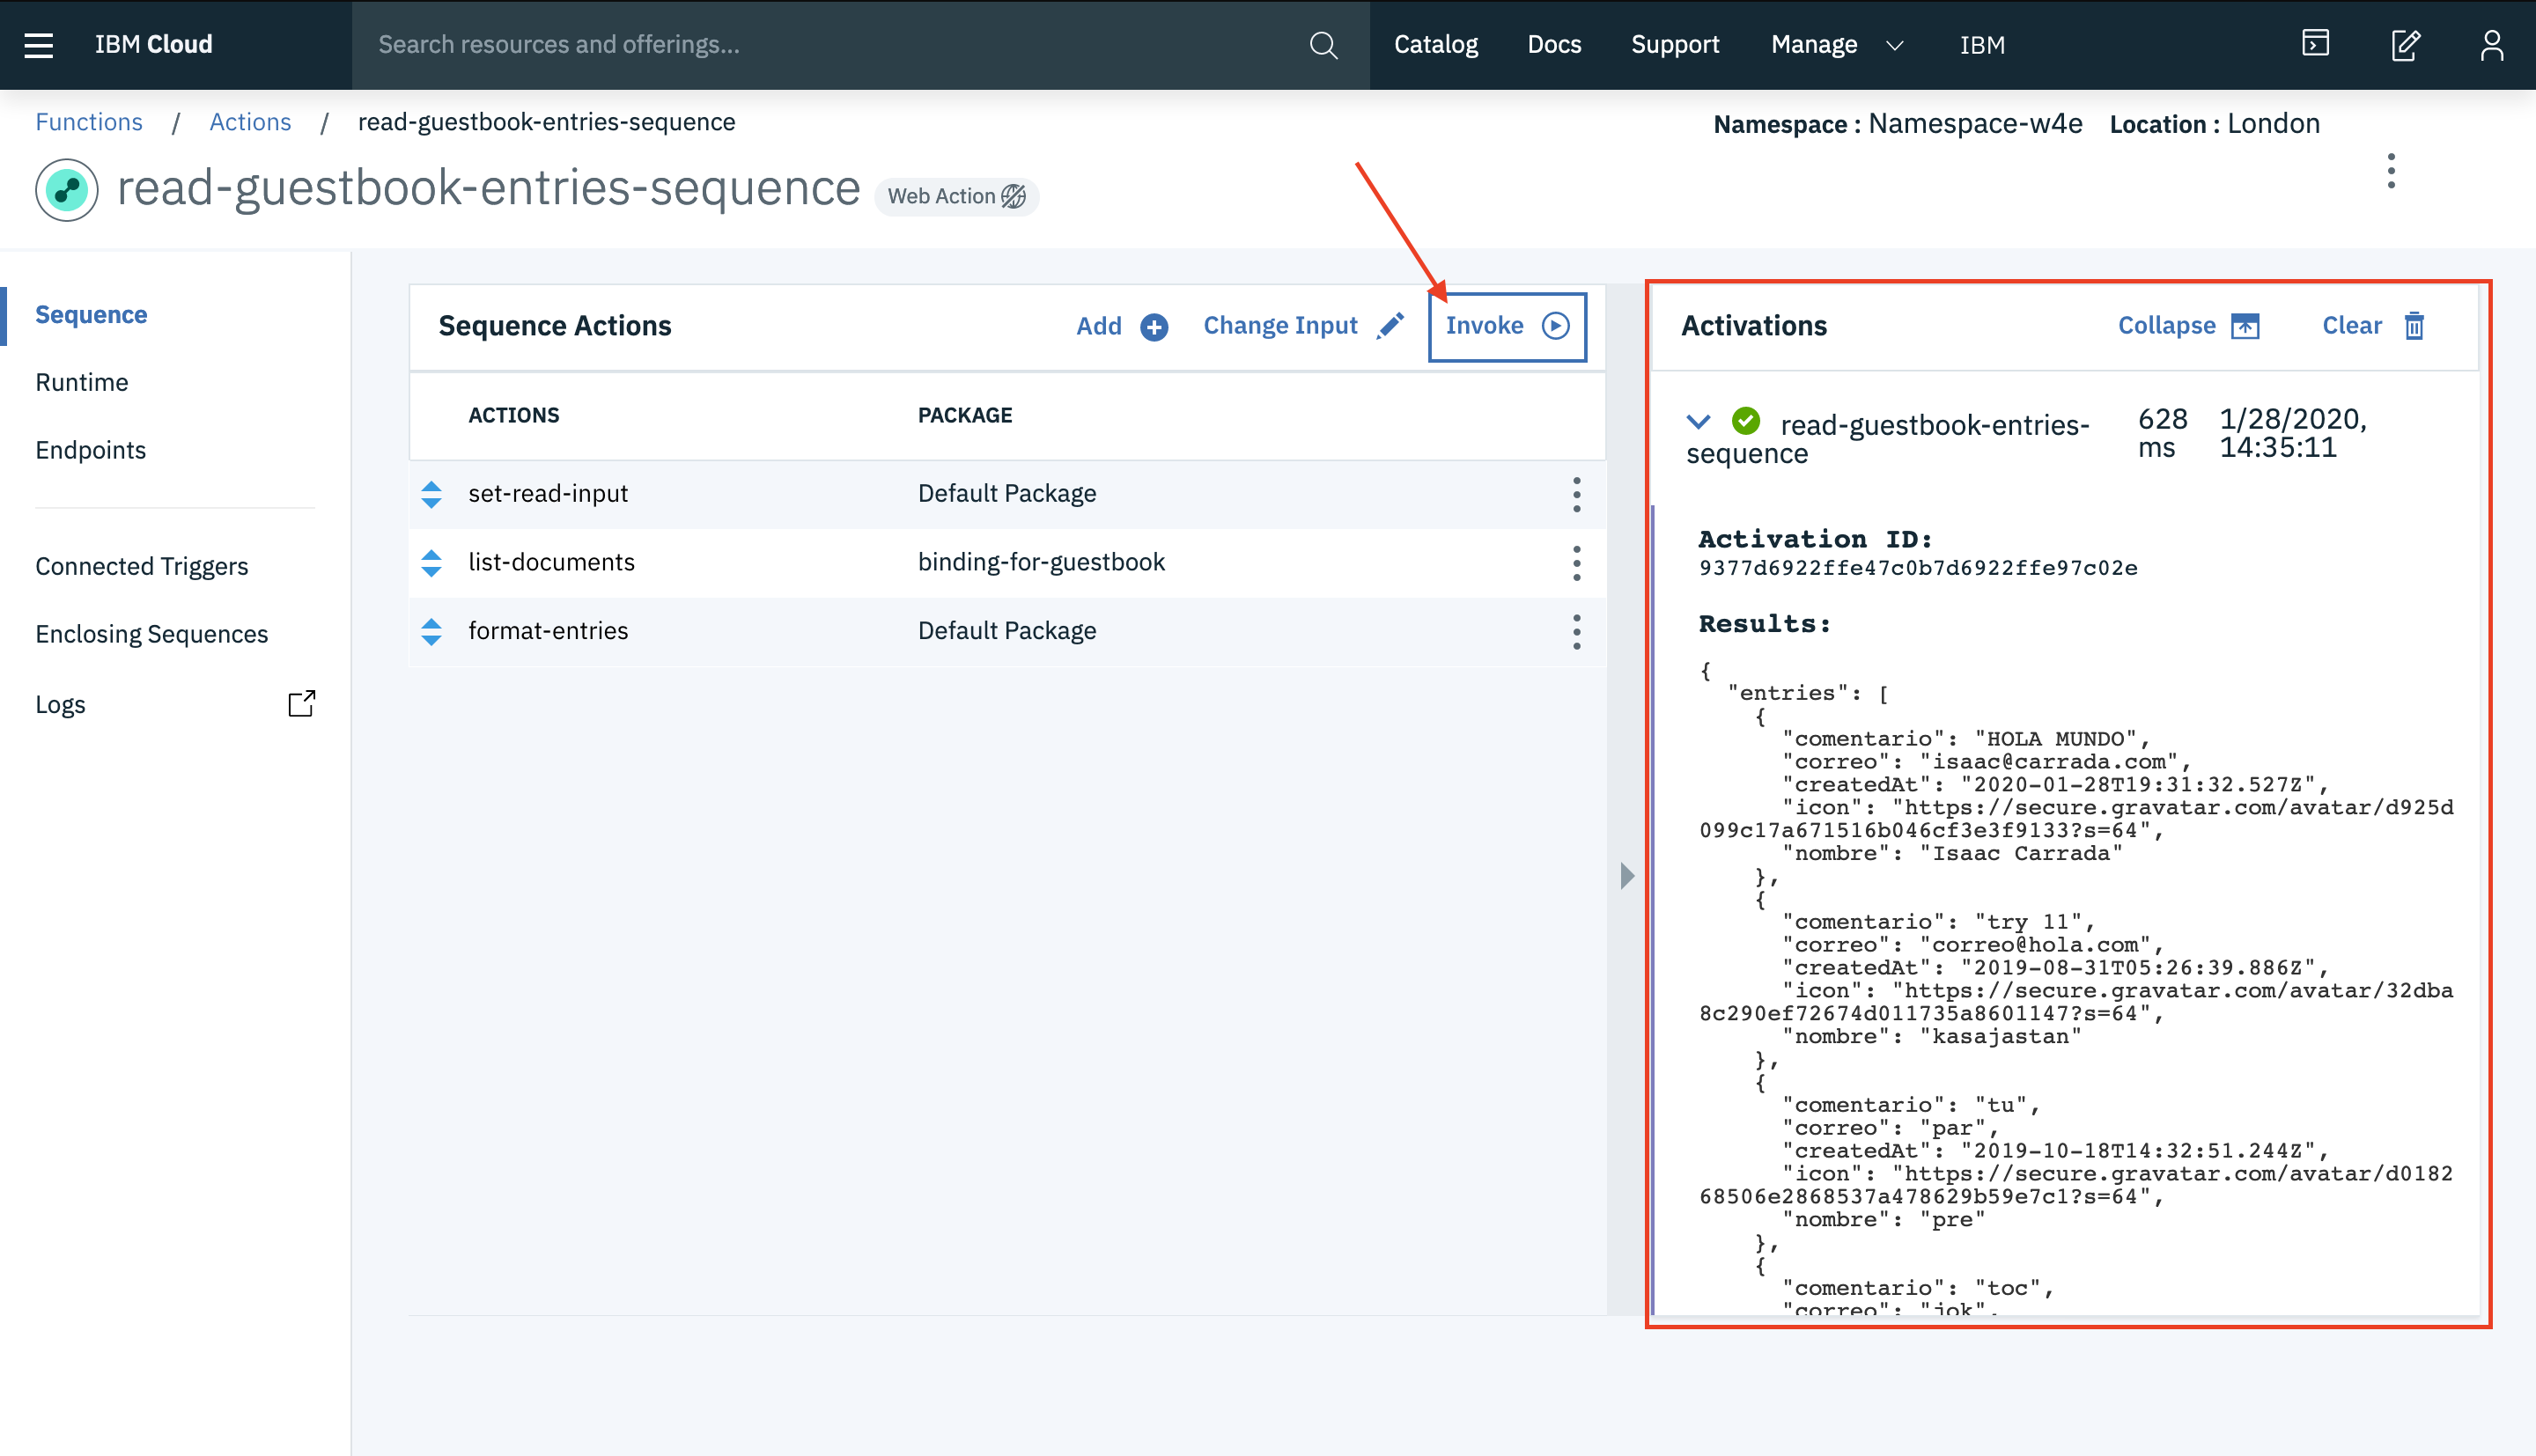 IBM Cloud
Search resources and offerings...
Catalog
Docs
Support
Manage
IBM
Functions / Actions / read-guestbook-entries-sequence
Namespace : Namespace-w4e Location : London
read-guestbook-entries-sequence
Web Action
Sequence
Runtime
Endpoints
Connected Triggers
Enclosing Sequences
Logs
Sequence Actions
Add
Change Input
Invoke
ACTIONS PACKAGE
set-read-input Default Package
list-documents binding-for-guestbook
format-entries Default Package
Activations
Collapse
Clear
read-guestbook-entries-
sequence
628
ms
1/28/2020,
14:35:11
Activation ID:
9377d6922ffe47c0b7d6922ffe97c02e
Results:
{
"entries": [
{
"comentario": "HOLA MUNDO",
"correo": "isaac@carrada.com",
"createdAt": "2020-01-28T19:31:32.527Z",
"icon": "https://secure.gravatar.com/avatar/d925d
099c17a671516b046cf3e3f9133?s=64",
"nombre": "Isaac Carrada"
},
{
"comentario": "try 11",
"correo": "correo@hola.com",
"createdAt": "2019-08-31T05:26:39.886Z",
"icon": "https://secure.gravatar.com/avatar/32dba
8c290ef72674d011735a8601147?s=64",
"nombre": "kasajastan"
},
{
"comentario": "tu",
"correo": "par",
"createdAt": "2019-10-18T14:32:51.244Z",
"icon": "https://secure.gravatar.com/avatar/d0182
68506e2868537a478629b59e7c1?s=64",
"nombre": "pre"
},
{
"comentario": "toc",
"correo": "jok",